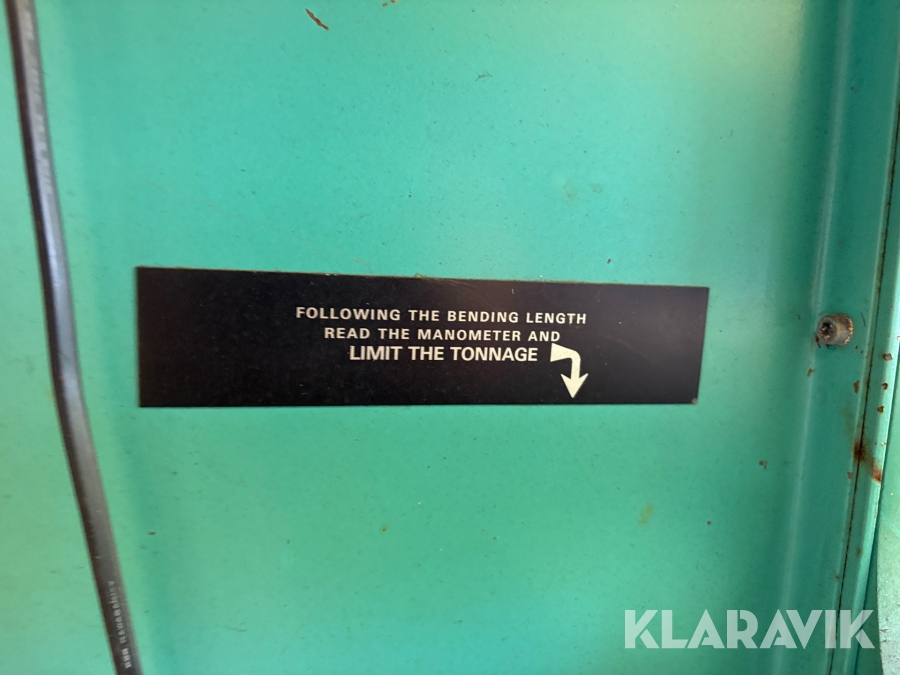 FOLLOWING THE BENDING LENGTH
READ THE MANOMETER AND
LIMIT THE TONNAGE
KLARAVIK